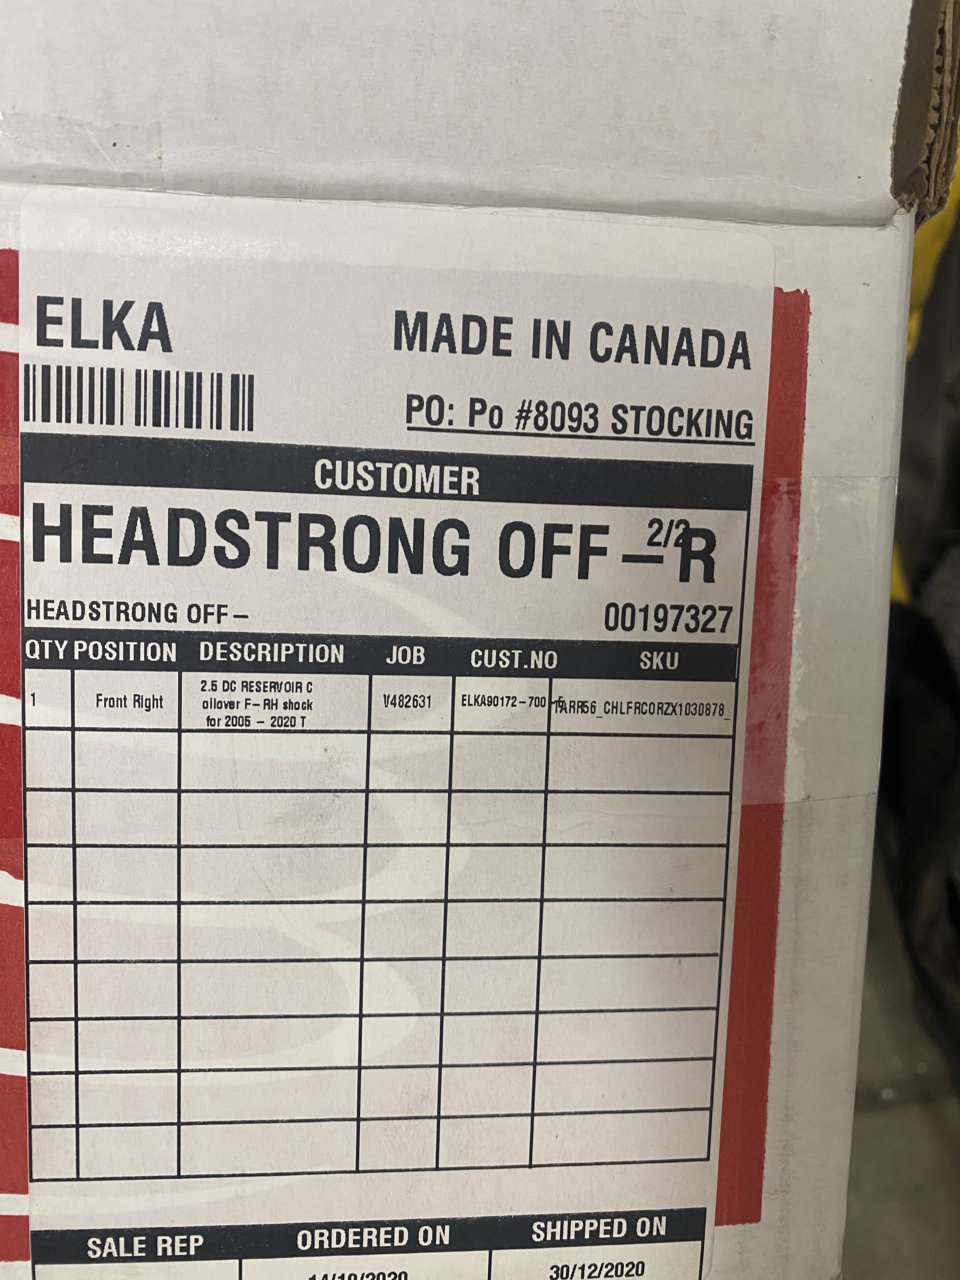 ELKA
MADE IN CANADA
PO: Po #8093 STOCKING
CUSTOMER
HEADSTRONG OFF-R
2/2
HEADSTRONG OFF-
00197327
QTY POSITION DESCRIPTION JOB CUST.NO SKU
1 Front Right 2.5 DC RESERVOIR C V482631 ELKA90172-700
oilover F-RH shock
for 2005 - 2020 T
SALE REP ORDERED ON SHIPPED ON
30/12/2020